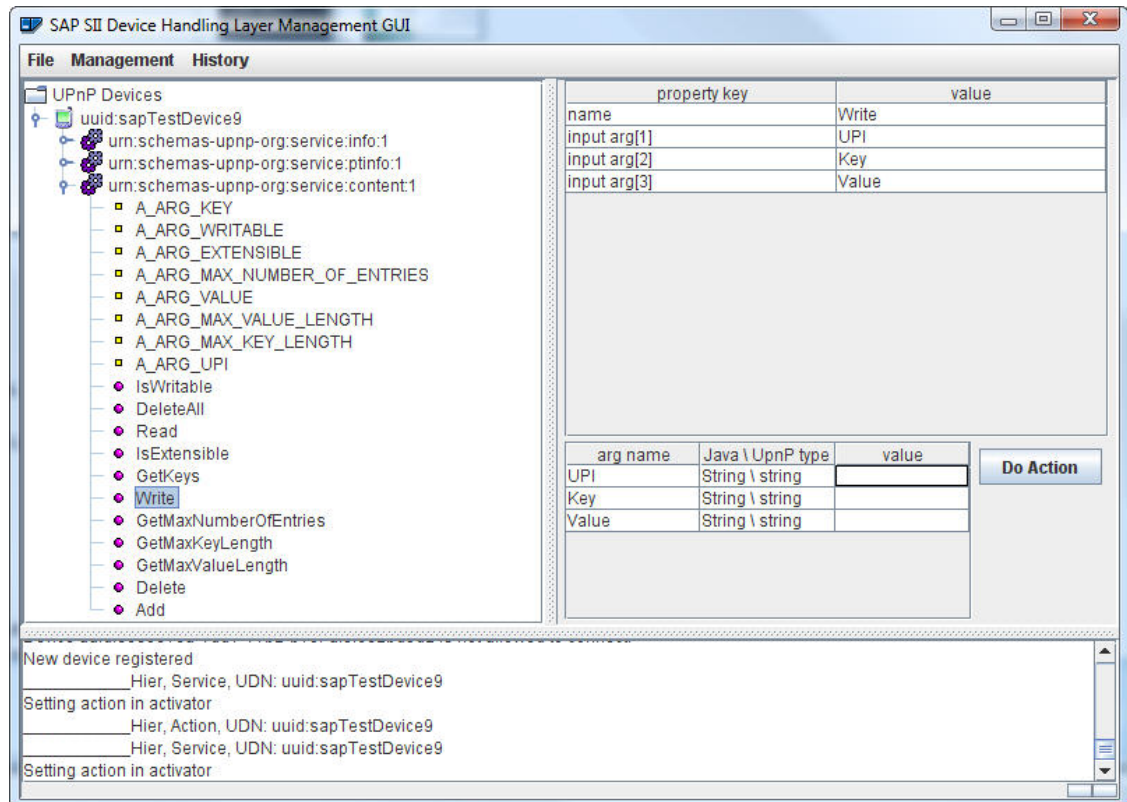 SAP SII Device Handling Layer Management GUI
File Management History
UPnP Devices
uuid:sapTestDevice9
urn:schemas-upnp-org:service:info:1
urn:schemas-upnp-org:service:ptinfo:1
urn:schemas-upnp-org:service:content:1
A_ARG_KEY
A_ARG_WRITABLE
A_ARG_EXTENSIBLE
A_ARG_MAX_NUMBER_OF_ENTRIES
A_ARG_VALUE
A_ARG_MAX_VALUE_LENGTH
A_ARG_MAX_KEY_LENGTH
A_ARG_UPI
IsWritable
DeleteAll
Read
IsExtensible
GetKeys
Write
GetMaxNumberOfEntries
GetMaxKeyLength
GetMaxValueLength
Delete
Add
property key value
name Write
input arg[1] UPI
input arg[2] Key
input arg[3] Value
arg name Java \ UpnP type value
UPI String \ string
Key String \ string
Value String \ string
Do Action
New device registered
____________Hier, Service, UDN: uuid:sapTestDevice9
Setting action in activator
____________Hier, Action, UDN: uuid:sapTestDevice9
____________Hier, Service, UDN: uuid:sapTestDevice9
Setting action in activator